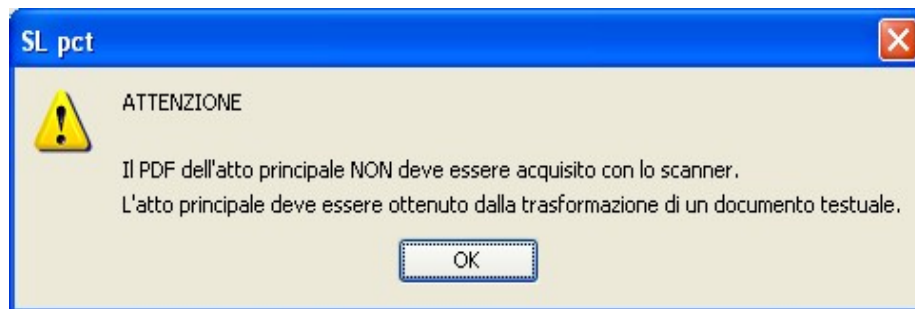 SL pct
ATTENZIONE
Il PDF dell'atto principale NON deve essere acquisito con lo scanner.
L'atto principale deve essere ottenuto dalla trasformazione di un documento testuale.
OK